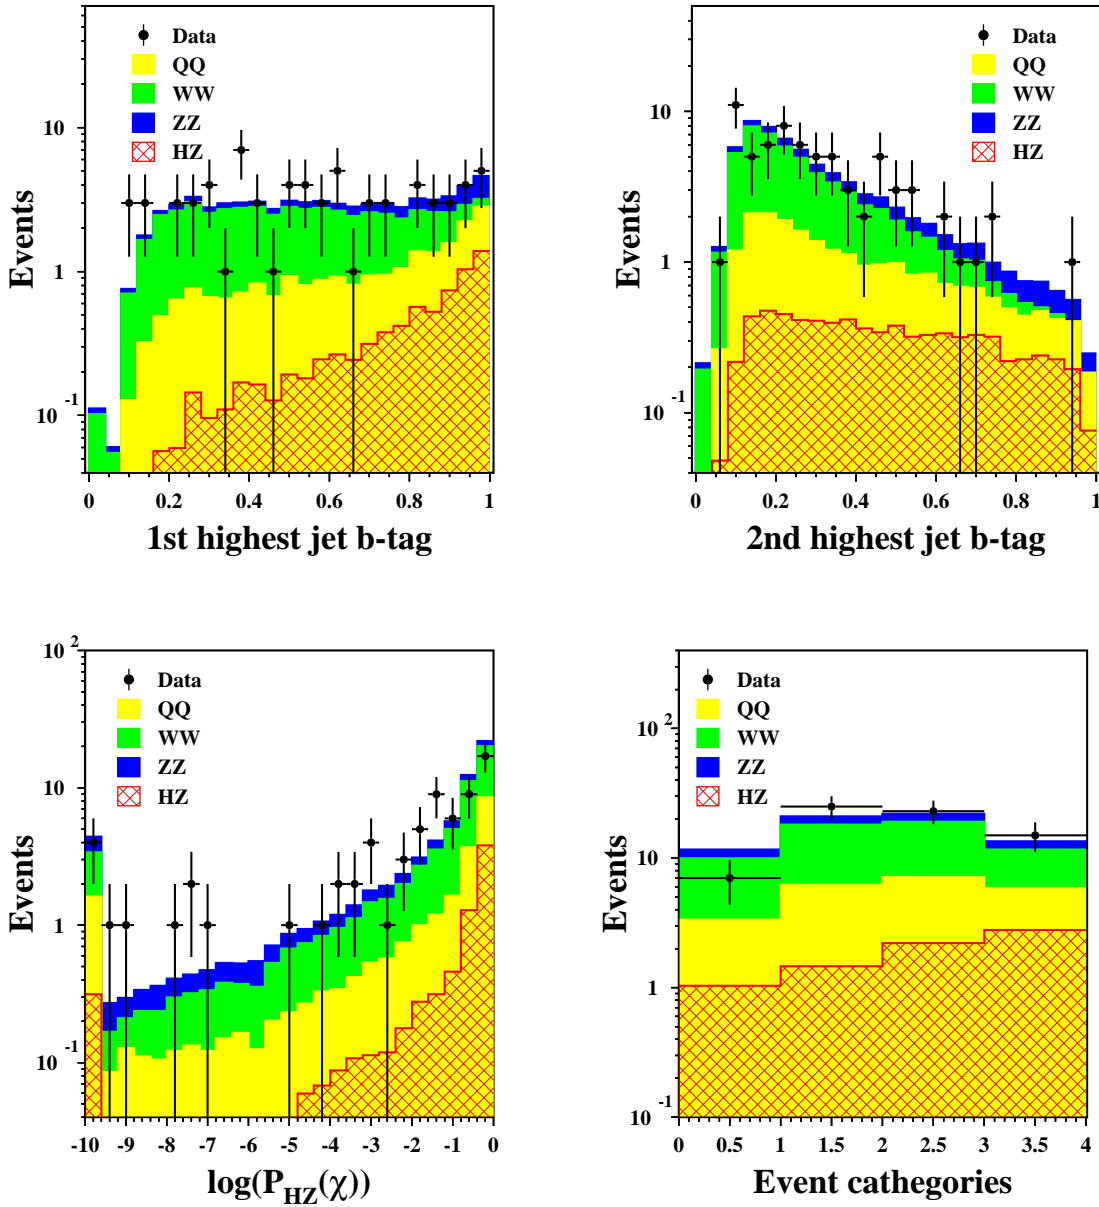 Events
10
1
10 -1
Data
QQ
WW
ZZ
HZ
0 0.2 0.4 0.6 0.8 1
1st highest jet b-tag
Events
10
1
10 -1
Data
QQ
WW
ZZ
HZ
0 0.2 0.4 0.6 0.8 1
2nd highest jet b-tag
Events
10 2
10
1
10 -1
Data
QQ
WW
ZZ
HZ
-10 -9 -8 -7 -6 -5 -4 -3 -2 -1 0
log(P_HZ(χ))
Events
10 2
10
1
10 -1
Data
QQ
WW
ZZ
HZ
0 0.5 1 1.5 2 2.5 3 3.5 4
Event cathegories